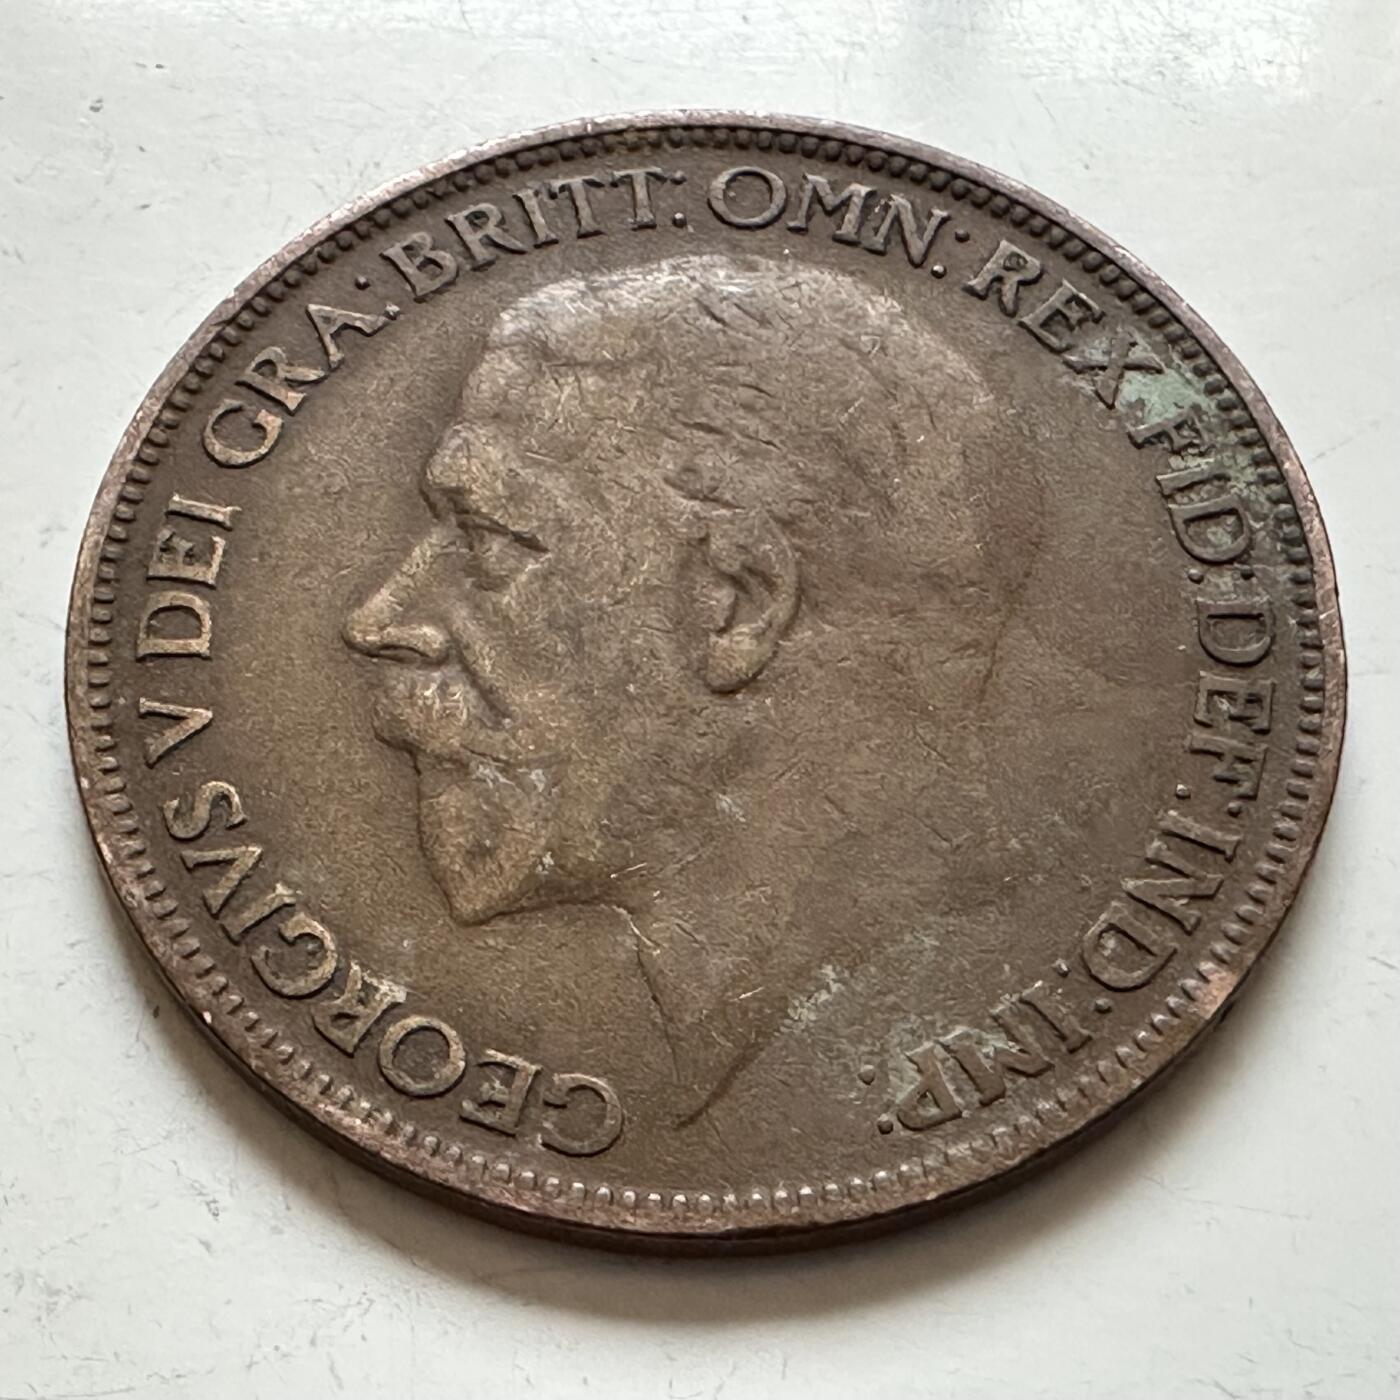 GEORGIVS V DEI GRA: BRITT: OMN: REX FID: DEF: IND: IMP: